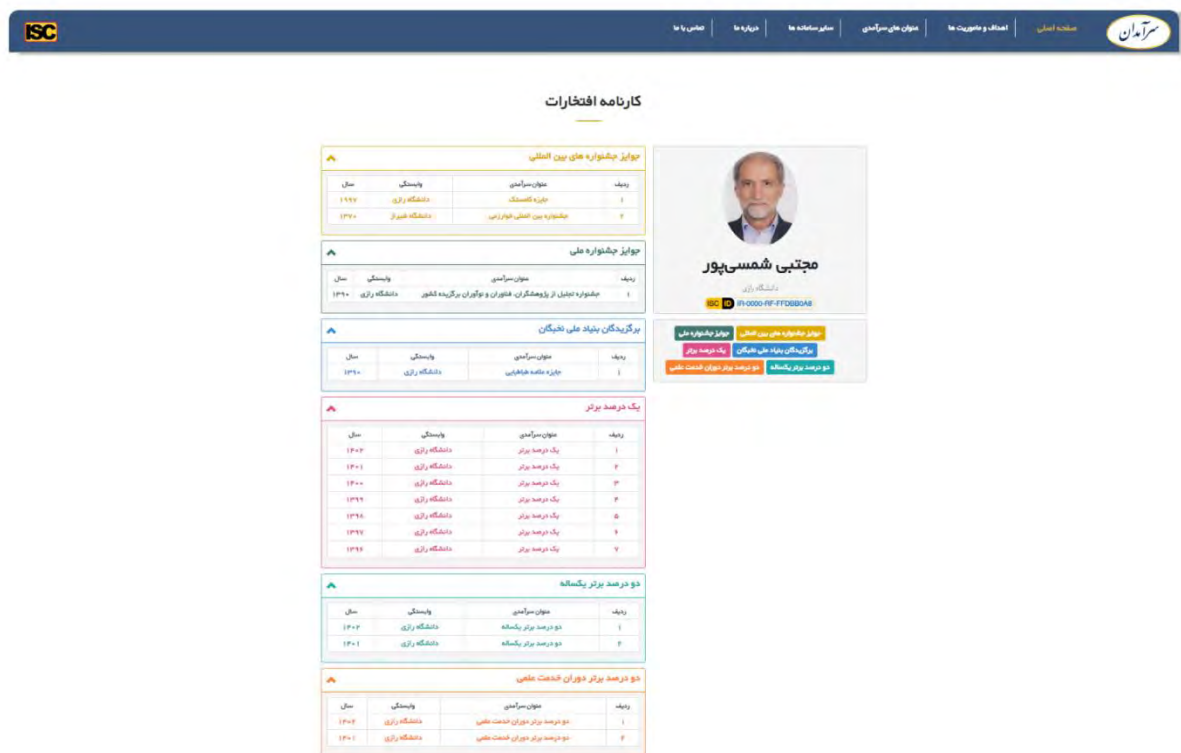 سرآمدان
صفحه اصلی
اهداف و ماموریت ها
عنوان های سرآمدی
سایر سامانه ها
درباره ما
تماس با ما
ISC
کارنامه افتخارات
مجتبی شمسی‌پور
دانشگاه رازی
ISC ID
جوایز جشنواره های بین المللی جوایز جشنواره ملی
برگزیدگان بنیاد ملی نخبگان یک درصد برتر
دو درصد برتر یکساله دو درصد برتر دوران خدمت علمی
جوایز جشنواره های بین المللی
ردیف عنوان سرآمدی وابستگی سال
۱ جایزه کامستک دانشگاه رازی ۱۹۹۷
۲ جشنواره بین المللی خوارزمی دانشگاه شیراز ۱۳۷۰
جوایز جشنواره ملی
ردیف عنوان سرآمدی وابستگی سال
۱ جشنواره تجلیل از پژوهشگران، فناوران و نوآوران برگزیده کشور دانشگاه رازی ۱۳۹۰
برگزیدگان بنیاد ملی نخبگان
ردیف عنوان سرآمدی وابستگی سال
۱ جایزه علامه طباطبایی دانشگاه رازی ۱۳۹۰
یک درصد برتر
ردیف عنوان سرآمدی وابستگی سال
۱ یک درصد برتر دانشگاه رازی ۱۴۰۲
۲ یک درصد برتر دانشگاه رازی ۱۴۰۱
۳ یک درصد برتر دانشگاه رازی ۱۴۰۰
۴ یک درصد برتر دانشگاه رازی ۱۳۹۹
۵ یک درصد برتر دانشگاه رازی ۱۳۹۸
۶ یک درصد برتر دانشگاه رازی ۱۳۹۷
۷ یک درصد برتر دانشگاه رازی ۱۳۹۶
دو درصد برتر یکساله
ردیف عنوان سرآمدی وابستگی سال
۱ دو درصد برتر یکساله دانشگاه رازی ۱۴۰۲
۲ دو درصد برتر یکساله دانشگاه رازی ۱۴۰۱
دو درصد برتر دوران خدمت علمی
ردیف عنوان سرآمدی وابستگی سال
۱ دو درصد برتر دوران خدمت علمی دانشگاه رازی ۱۴۰۲
۲ دو درصد برتر دوران خدمت علمی دانشگاه رازی ۱۴۰۱